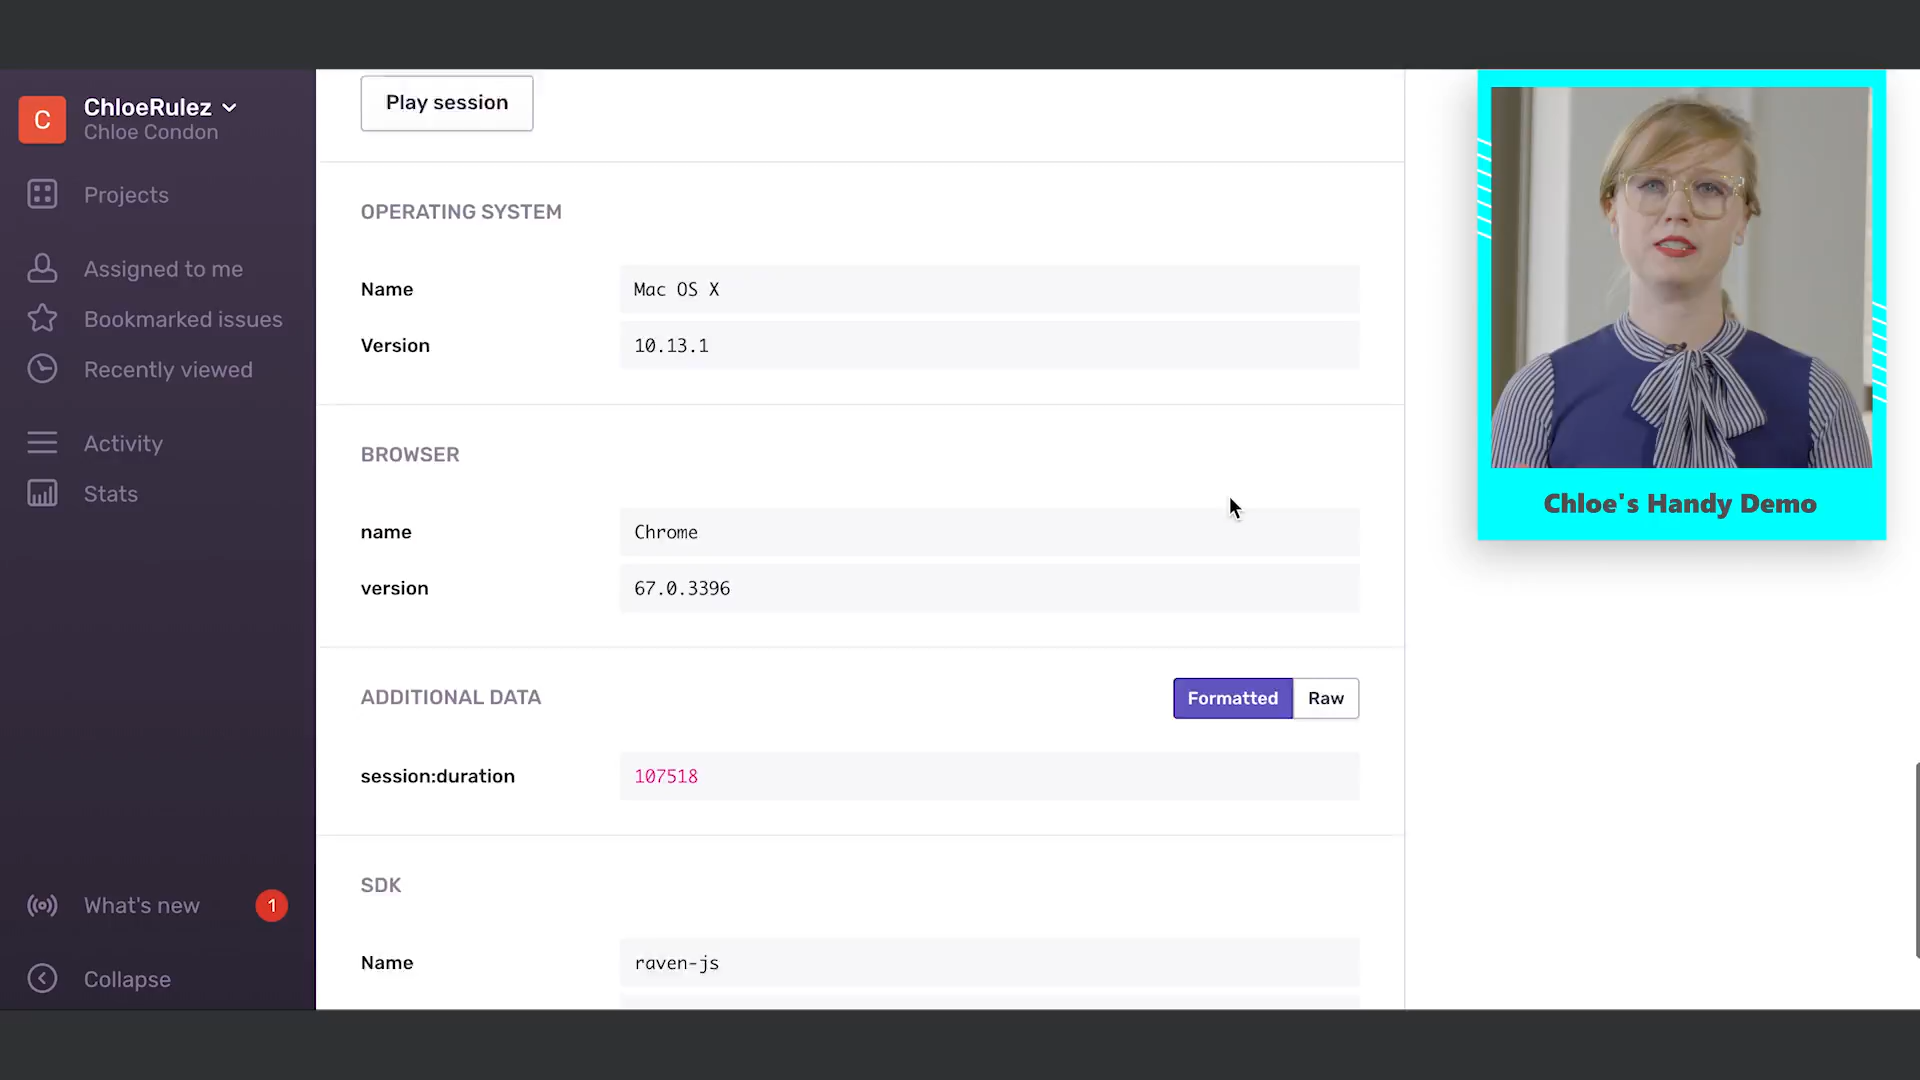 C
ChloeRulez
Chloe Condon
Projects
Assigned to me
Bookmarked issues
Recently viewed
Activity
Stats
What's new
1
Collapse
Play session
OPERATING SYSTEM
Name Mac OS X
Version 10.13.1
BROWSER
name Chrome
version 67.0.3396
ADDITIONAL DATA
Formatted Raw
session:duration 107518
SDK
Name raven-js
Chloe's Handy Demo